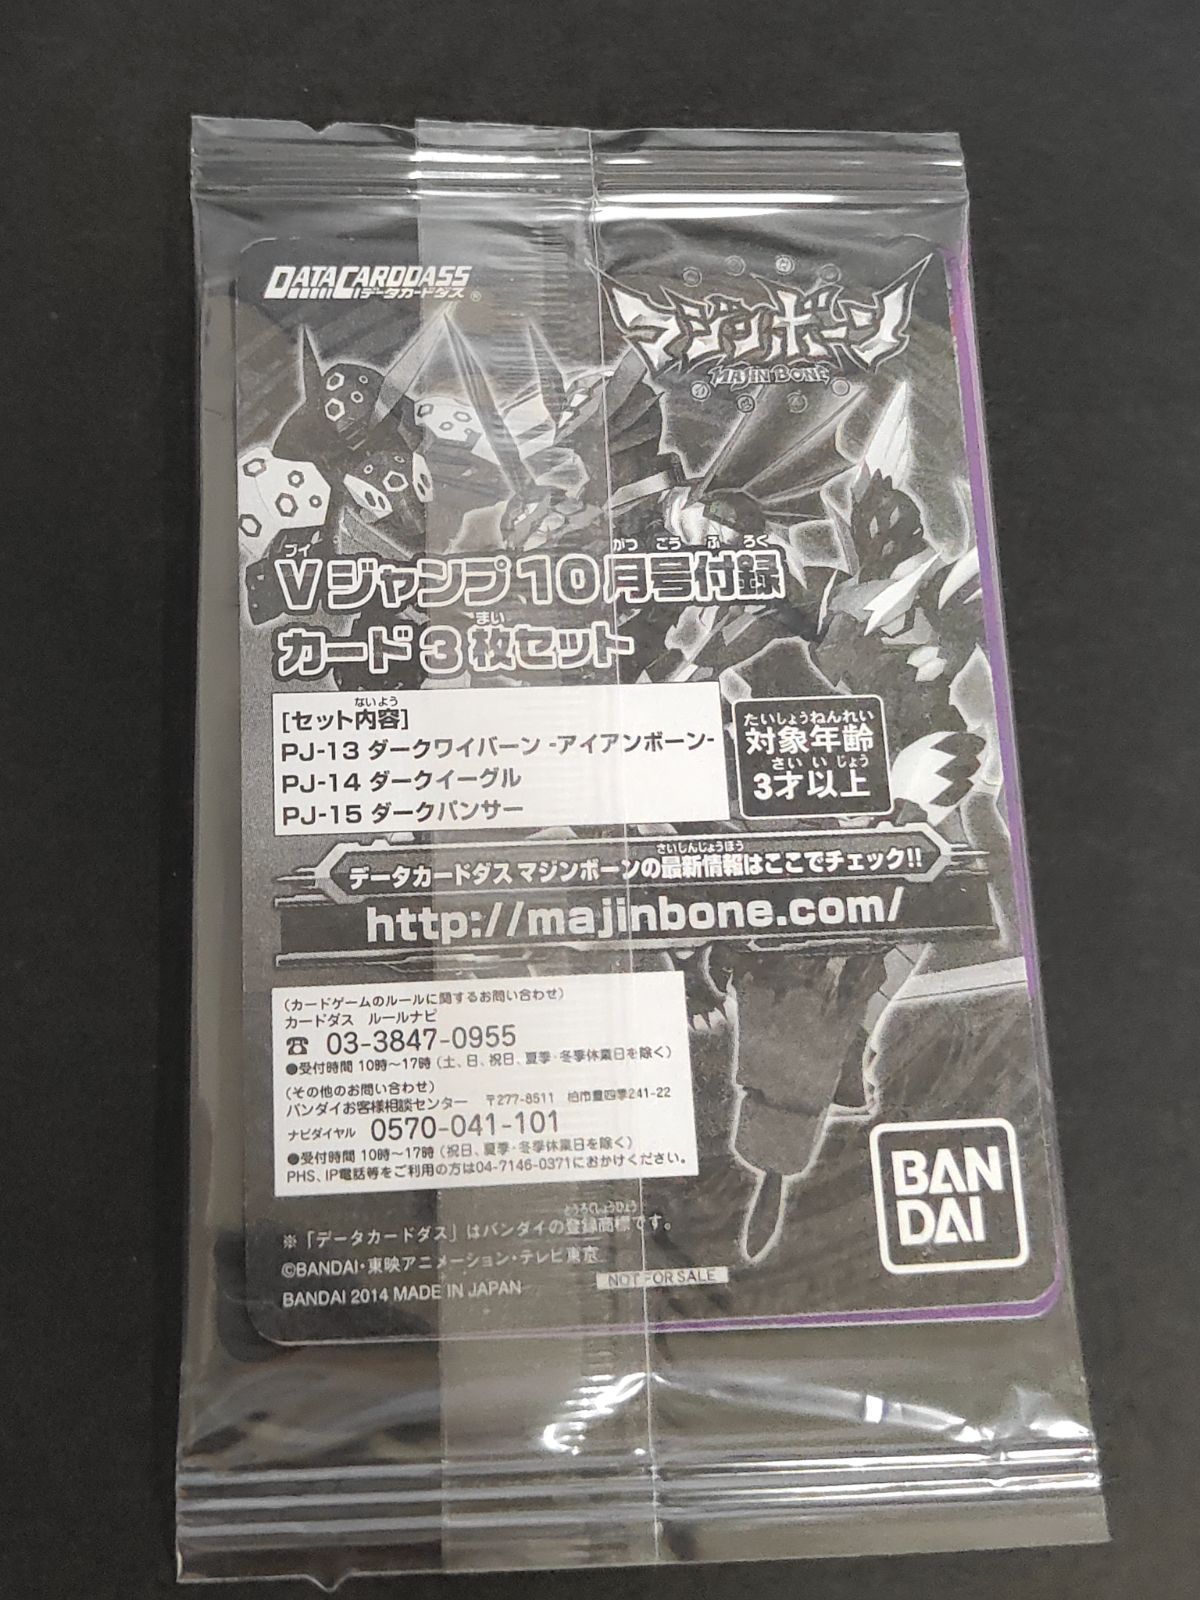 DATA CARDDASS
データカードダス®
マジンボーン
MAJIN BONE
Vジャンプ10月号付録
カード3枚セット
[セット内容]
PJ-13 ダークワイバーン -アイアンボーン-
PJ-14 ダークイーグル
PJ-15 ダークパンサー
対象年齢
3才以上
データカードダス マジンボーンの最新情報はここでチェック!!
http://majinbone.com/
(カードゲームのルールに関するお問い合わせ)
カードダス ルールナビ
☎ 03-3847-0955
●受付時間 10時〜17時 (土、日、祝日、夏季・冬季休業日を除く)
(その他のお問い合わせ)
バンダイお客様相談センター 〒277-8511 柏市豊四季241-22
ナビダイヤル 0570-041-101
●受付時間 10時〜17時 (祝日、夏季・冬季休業日を除く)
PHS、IP電話等をご利用の方は04-7146-0371におかけください。
※「データカードダス」はバンダイの登録商標です。
©BANDAI・東映アニメーション・テレビ東京
BANDAI 2014 MADE IN JAPAN
NOT FOR SALE
BAN
DAI